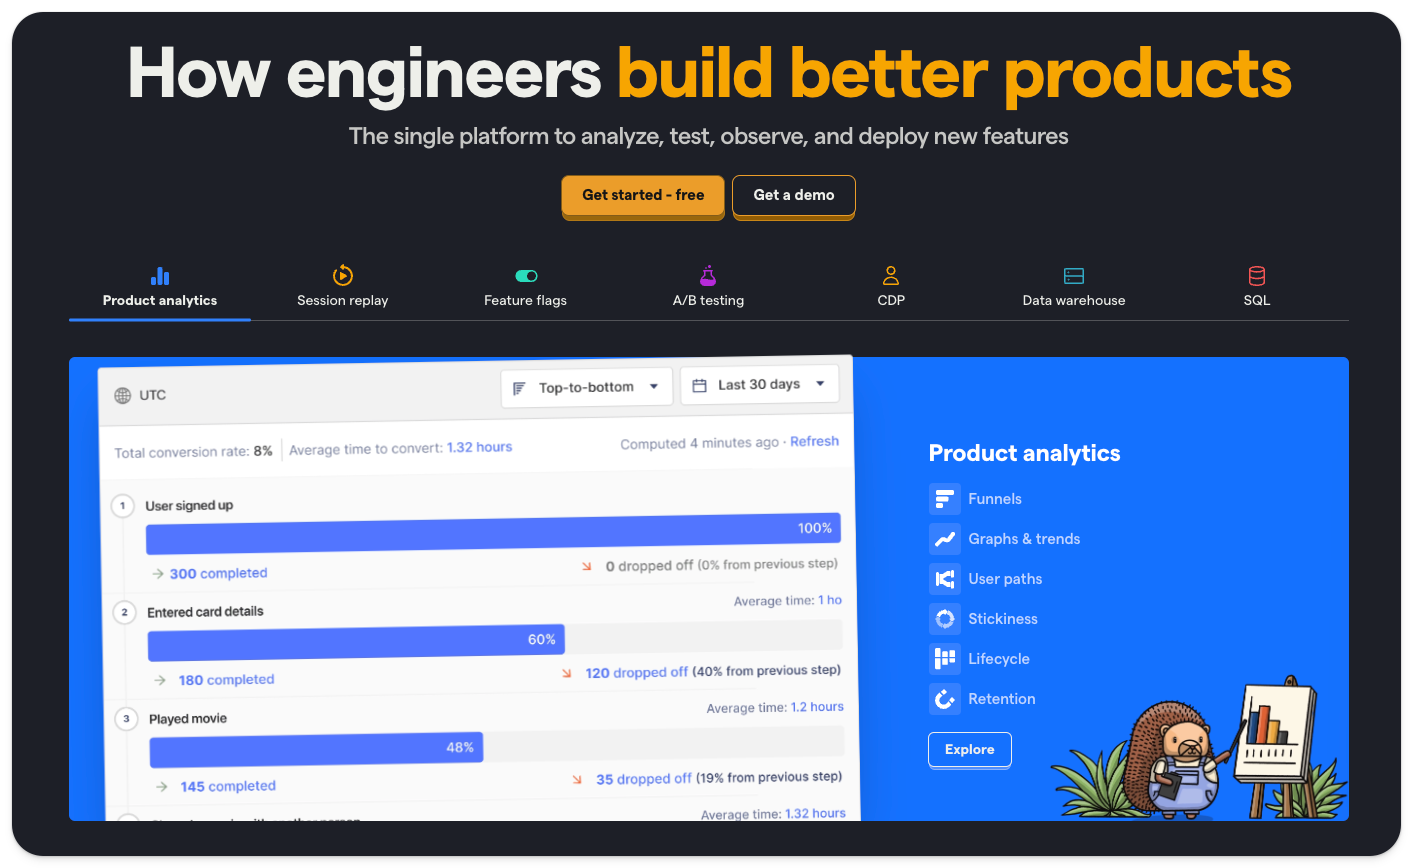 How engineers build better products
The single platform to analyze, test, observe, and deploy new features
Get started - free
Get a demo
Product analytics
Session replay
Feature flags
A/B testing
CDP
Data warehouse
SQL
UTC
Top-to-bottom
Last 30 days
Total conversion rate: 8%
Average time to convert: 1.32 hours
Computed 4 minutes ago · Refresh
1
User signed up
100%
300 completed
0 dropped off (0% from previous step)
2
Entered card details
Average time: 1 ho
60%
180 completed
120 dropped off (40% from previous step)
3
Played movie
Average time: 1.2 hours
48%
145 completed
35 dropped off (19% from previous step)
Average time: 1.32 hours
Product analytics
Funnels
Graphs & trends
User paths
Stickiness
Lifecycle
Retention
Explore